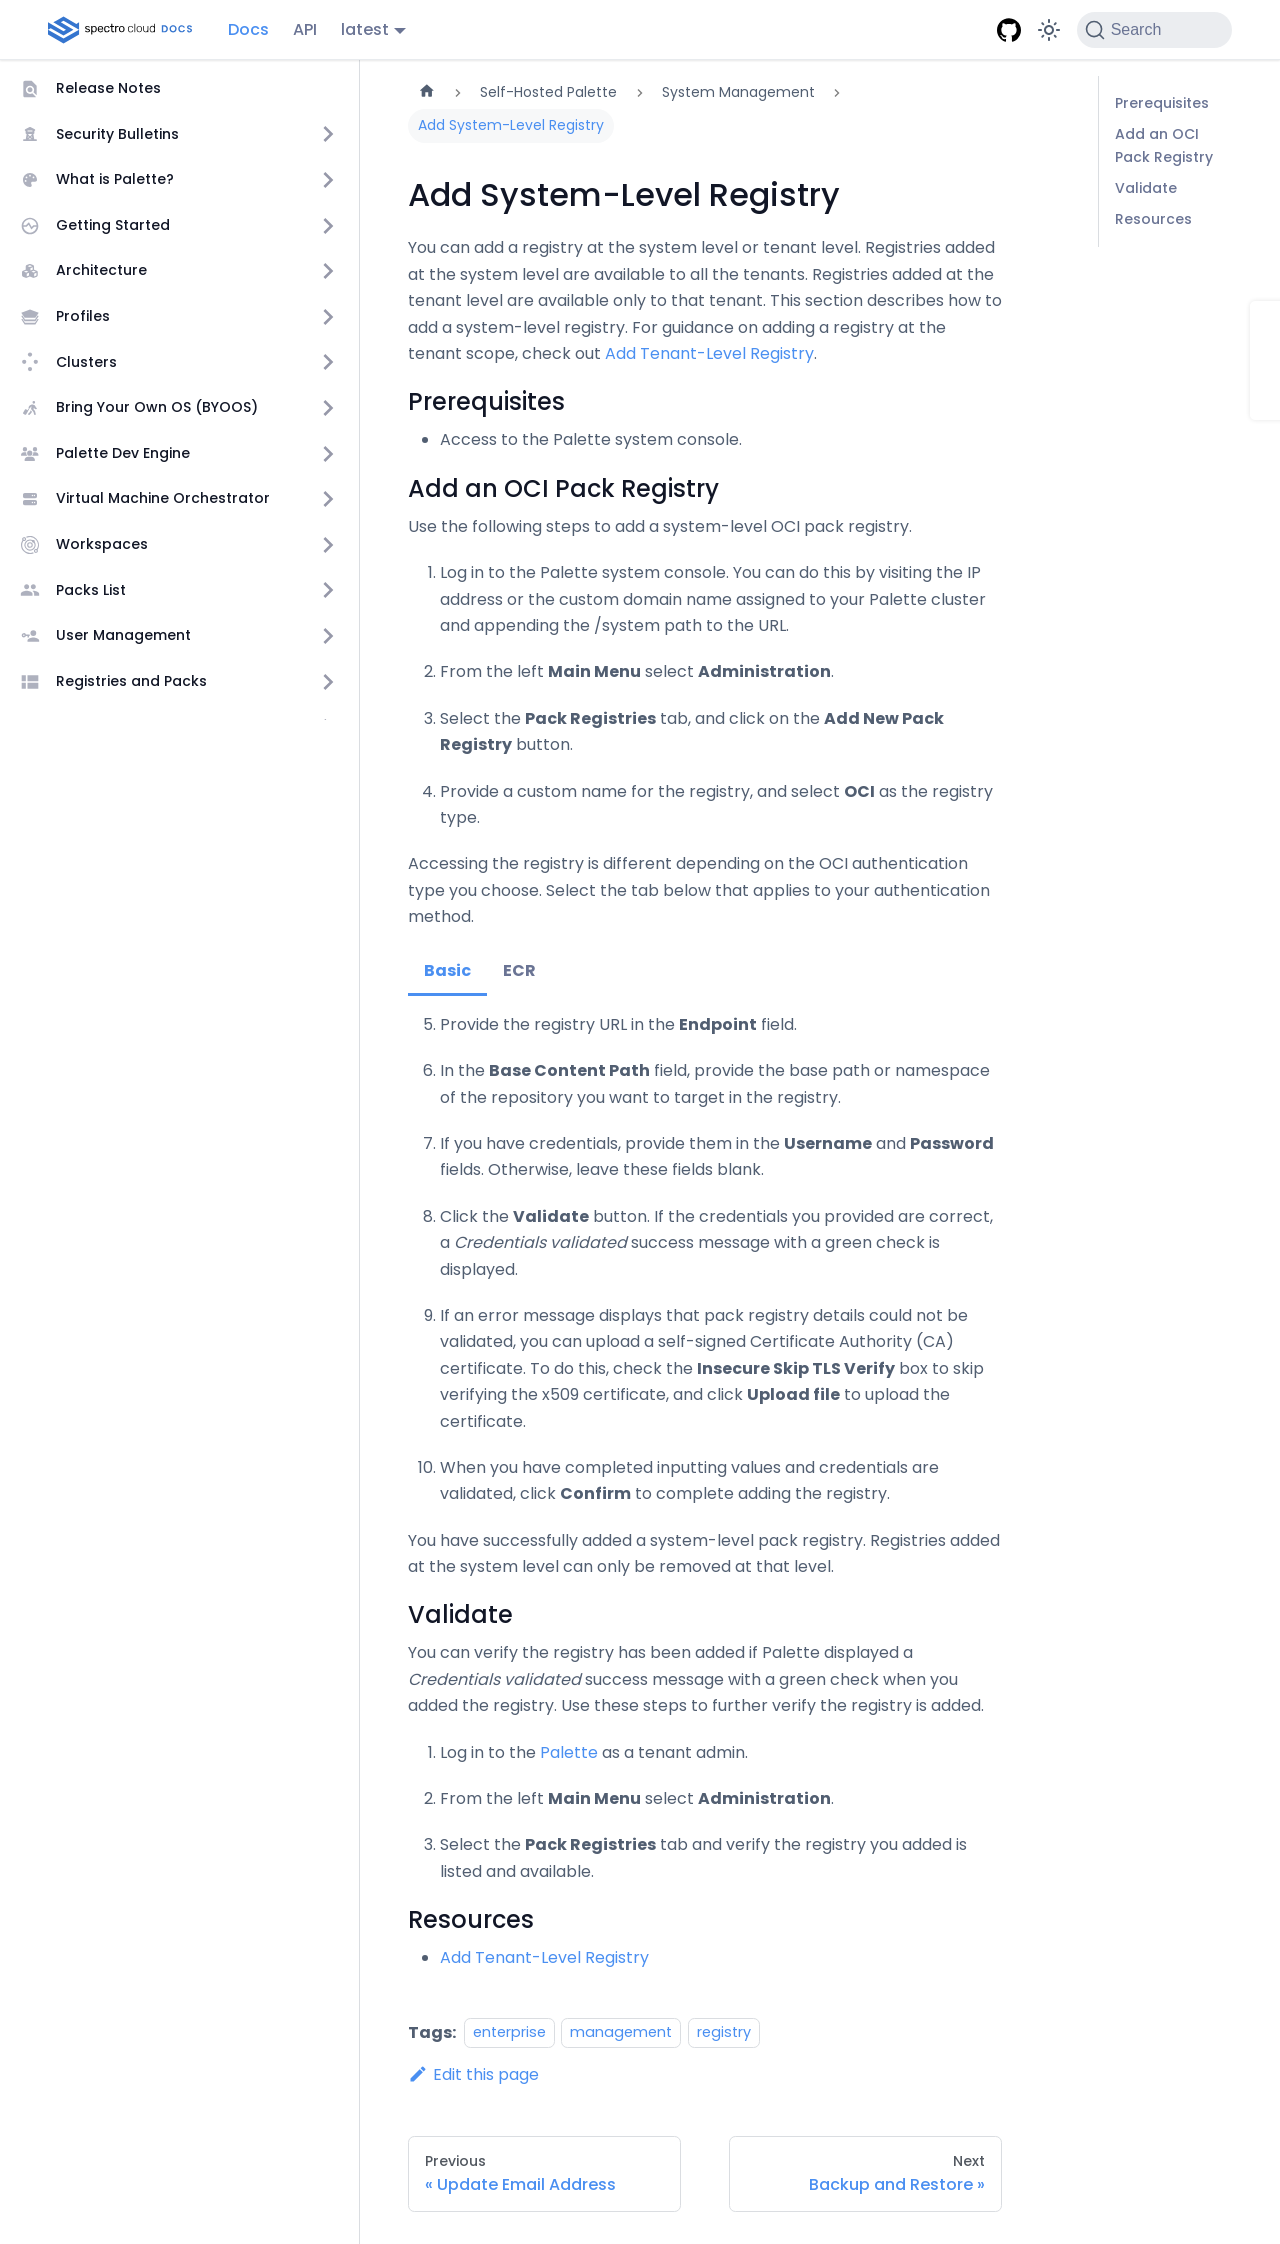 spectro cloud DOCS
Docs
API
latest
Search
Release Notes
Security Bulletins
What is Palette?
Getting Started
Architecture
Profiles
Clusters
Bring Your Own OS (BYOOS)
Palette Dev Engine
Virtual Machine Orchestrator
Workspaces
Packs List
User Management
Registries and Packs
Self-Hosted Palette
System Management
Add System-Level Registry
Add System-Level Registry
You can add a registry at the system level or tenant level. Registries added
at the system level are available to all the tenants. Registries added at the
tenant level are available only to that tenant. This section describes how to
add a system-level registry. For guidance on adding a registry at the
tenant scope, check out Add Tenant-Level Registry.
Prerequisites
Access to the Palette system console.
Add an OCI Pack Registry
Use the following steps to add a system-level OCI pack registry.
1. Log in to the Palette system console. You can do this by visiting the IP
address or the custom domain name assigned to your Palette cluster
and appending the /system path to the URL.
2. From the left Main Menu select Administration.
3. Select the Pack Registries tab, and click on the Add New Pack
Registry button.
4. Provide a custom name for the registry, and select OCI as the registry
type.
Accessing the registry is different depending on the OCI authentication
type you choose. Select the tab below that applies to your authentication
method.
Basic
ECR
5. Provide the registry URL in the Endpoint field.
6. In the Base Content Path field, provide the base path or namespace
of the repository you want to target in the registry.
7. If you have credentials, provide them in the Username and Password
fields. Otherwise, leave these fields blank.
8. Click the Validate button. If the credentials you provided are correct,
a Credentials validated success message with a green check is
displayed.
9. If an error message displays that pack registry details could not be
validated, you can upload a self-signed Certificate Authority (CA)
certificate. To do this, check the Insecure Skip TLS Verify box to skip
verifying the x509 certificate, and click Upload file to upload the
certificate.
10. When you have completed inputting values and credentials are
validated, click Confirm to complete adding the registry.
You have successfully added a system-level pack registry. Registries added
at the system level can only be removed at that level.
Validate
You can verify the registry has been added if Palette displayed a
Credentials validated success message with a green check when you
added the registry. Use these steps to further verify the registry is added.
1. Log in to the Palette as a tenant admin.
2. From the left Main Menu select Administration.
3. Select the Pack Registries tab and verify the registry you added is
listed and available.
Resources
Add Tenant-Level Registry
Tags: enterprise management registry
Edit this page
Previous
« Update Email Address
Next
Backup and Restore »
Prerequisites
Add an OCI
Pack Registry
Validate
Resources